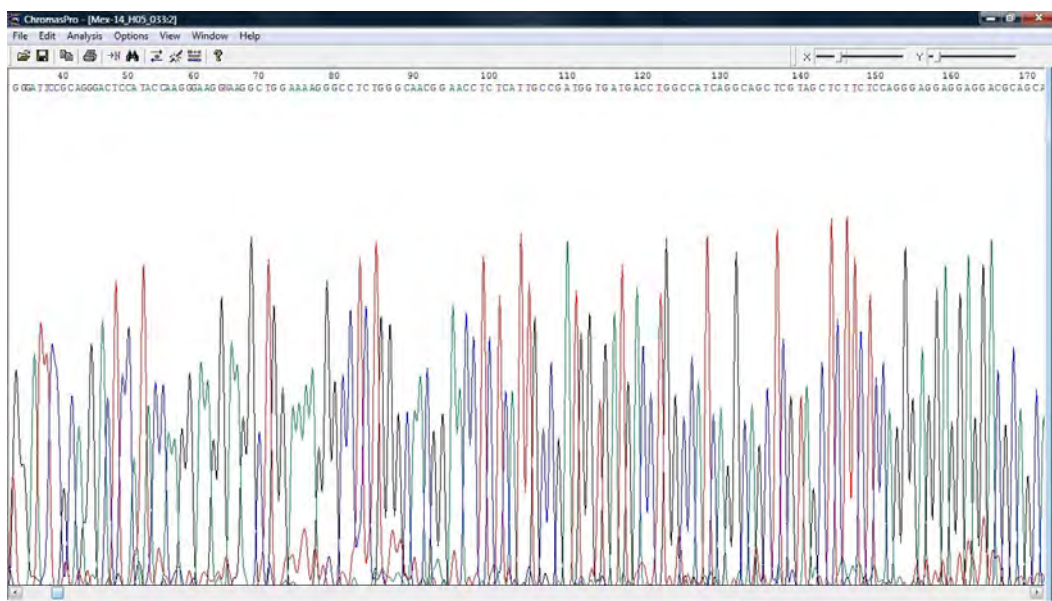 ChromasPro - [Mex-14_H05_033:2]
File Edit Analysis Options View Window Help
X Y
40 50 60 70 80 90 100 110 120 130 140 150 160 170
GGGATTCCGCAGGGACTCCATACCAAGGGAAGGNAAGGCTGGAAAAGGGCCTCTGGGCAACGGAACCTCTCATTGCCGATGGTGATGACCTGGCCATCAGGCAGCTCGTAGCTCTTCTCCAGGGAGGAGGAGGACGCAGCA